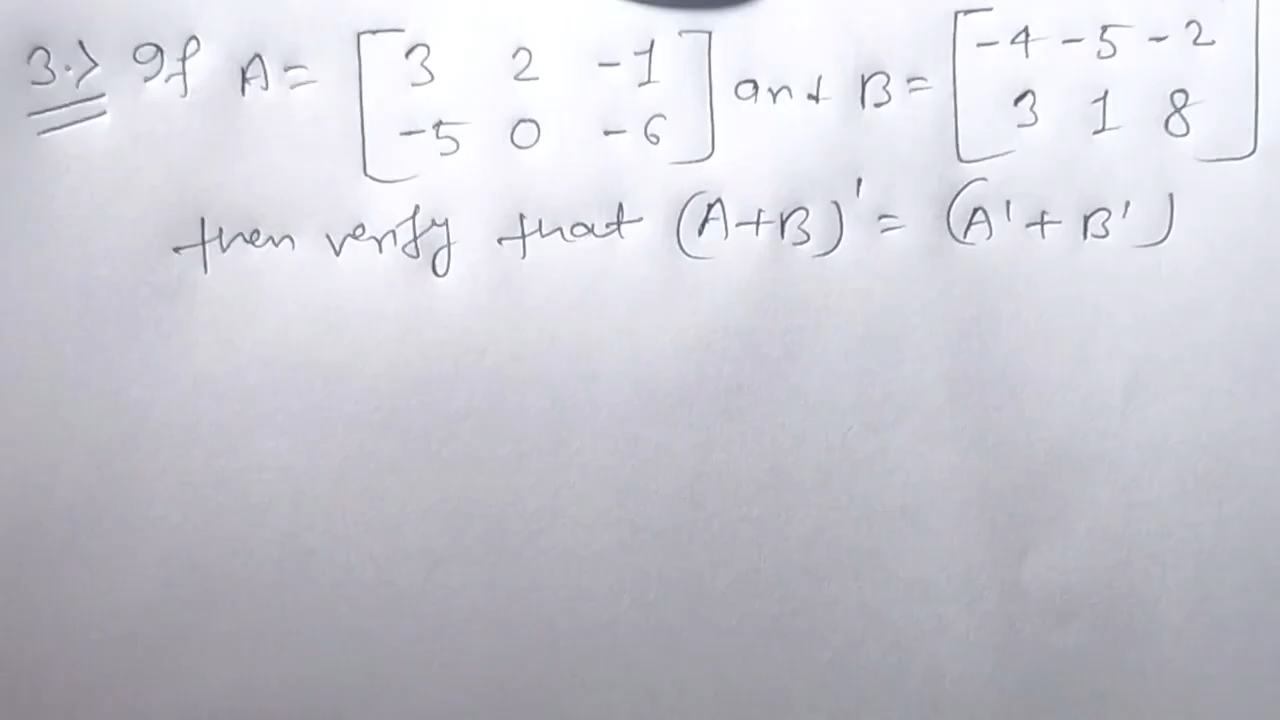 3.> If A = [ 3 2 -1 ] and B = [ -4 -5 -2 ]
[ -5 0 -6 ] [ 3 1 8 ]
then verify that (A+B)' = (A' + B')